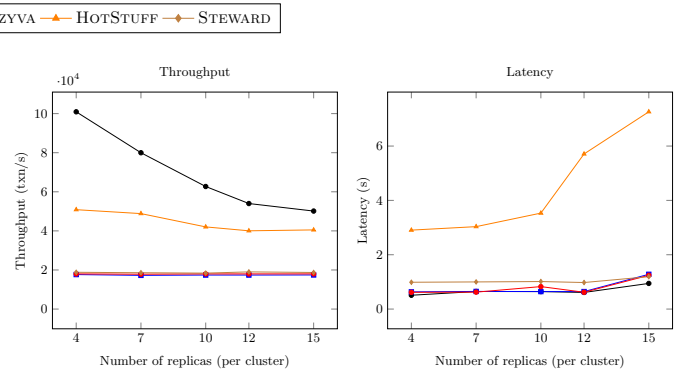 ZYVA HOTSTUFF STEWARD
Throughput
Latency
·10⁴
10
8
6
4
2
0
Throughput (txn/s)
4 7 10 12 15
Number of replicas (per cluster)
6
4
2
0
Latency (s)
4 7 10 12 15
Number of replicas (per cluster)